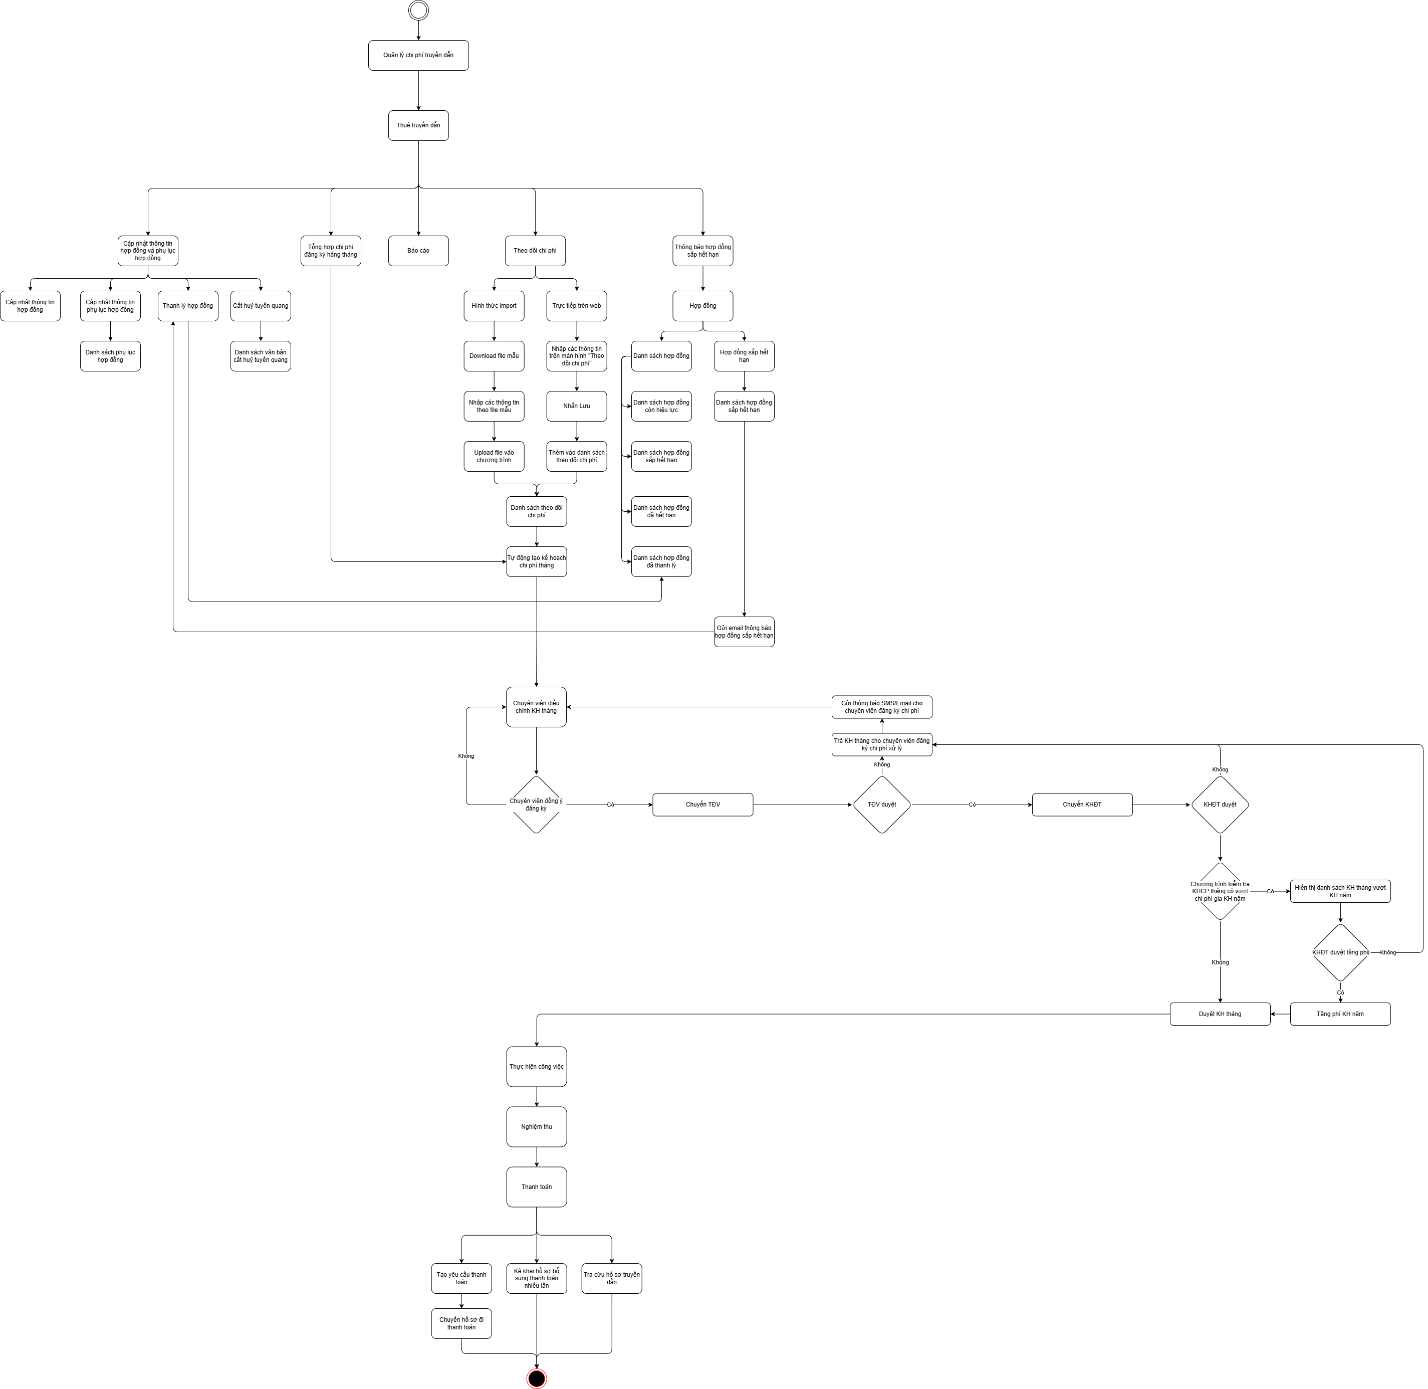 Quản lý chi phí truyền dẫn
Thuê truyền dẫn
Cập nhật thông tin
hợp đồng và phụ lục
hợp đồng
Tổng hợp chi phí
đăng ký hàng tháng
Báo cáo
Theo dõi chi phí
Thông báo hợp đồng
sắp hết hạn
Cập nhật thông tin
hợp đồng
Cập nhật thông tin
phụ lục hợp đồng
Thanh lý hợp đồng
Cắt huỷ tuyến quang
Hình thức import
Trực tiếp trên web
Hợp đồng
Danh sách phụ lục
hợp đồng
Danh sách văn bản
cắt huỷ tuyến quang
Download file mẫu
Nhập các thông tin
trên màn hình "Theo
dõi chi phí"
Danh sách hợp đồng
Hợp đồng sắp hết
hạn
Nhập các thông tin
theo file mẫu
Nhấn Lưu
Danh sách hợp đồng
còn hiệu lực
Danh sách hợp đồng
sắp hết hạn
Upload file vào
chương trình
Thêm vào danh sách
theo dõi chi phí
Danh sách hợp đồng
sắp hết hạn
Danh sách theo dõi
chi phí
Danh sách hợp đồng
đã hết hạn
Tự động tạo kế hoạch
chi phí tháng
Danh sách hợp đồng
đã thanh lý
Gửi email thông báo
hợp đồng sắp hết hạn
Chuyên viên điều
chỉnh KH tháng
Gửi thông báo SMS/Email cho
chuyên viên đăng ký chi phí
Trả KH tháng cho chuyên viên đăng
ký chi phí xử lý
Không
Không
Không
Chuyên viên đồng ý
đăng ký
Có
Chuyển TĐV
TĐV duyệt
Có
Chuyển KHĐT
KHĐT duyệt
Chương trình kiểm tra
KHCP tháng có vượt
chi phí giá KH năm
Có
Hiển thị danh sách KH tháng vượt
KH năm
KHĐT duyệt tăng phí
Không
Không
Có
Duyệt KH tháng
Tăng phí KH năm
Thực hiện công việc
Nghiệm thu
Thanh toán
Tạo yêu cầu thanh
toán
Kê khai hồ sơ bổ
sung thanh toán
nhiều lần
Tra cứu hồ sơ truyền
dẫn
Chuyển hồ sơ đi
thanh toán